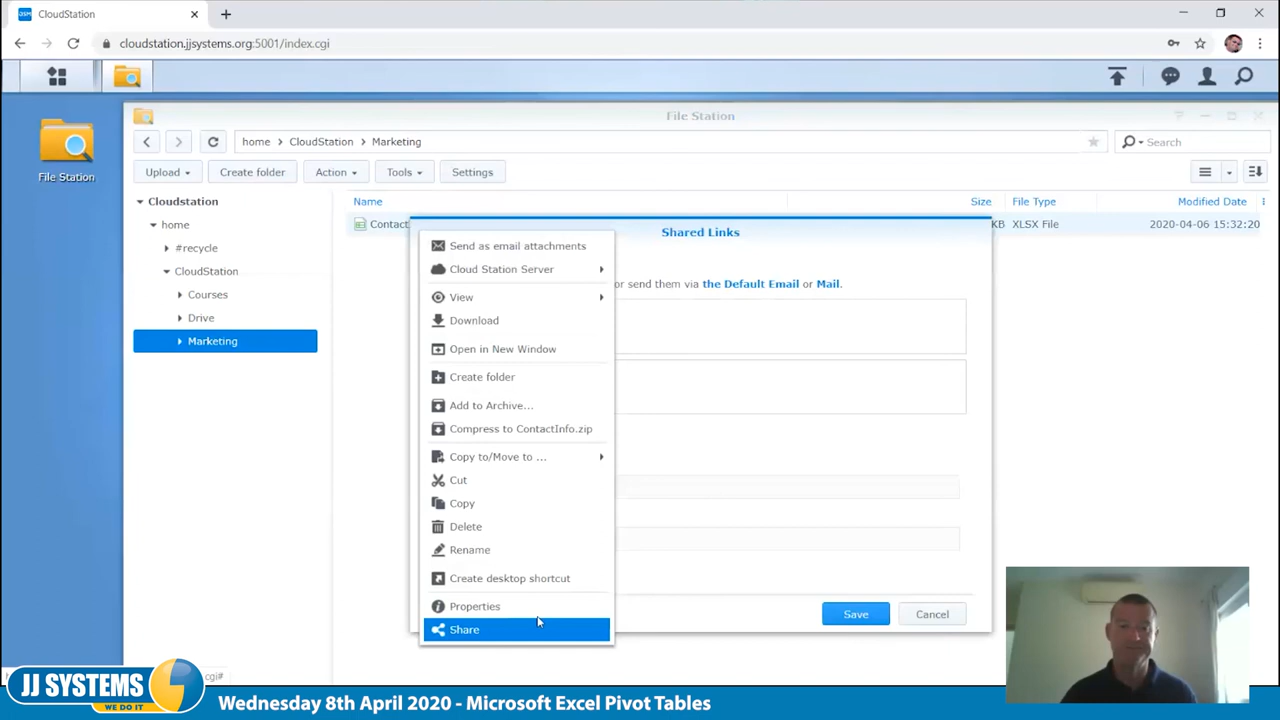 CloudStation
cloudstation.jjsystems.org:5001/index.cgi
File Station
File Station
home CloudStation Marketing
Search
Upload Create folder Action Tools Settings
Cloudstation
home
#recycle
CloudStation
Courses
Drive
Marketing
Name Size File Type Modified Date
Contact KB XLSX File 2020-04-06 15:32:20
Shared Links
or send them via the Default Email or Mail.
Send as email attachments
Cloud Station Server
View
Download
Open in New Window
Create folder
Add to Archive...
Compress to ContactInfo.zip
Copy to/Move to ...
Cut
Copy
Delete
Rename
Create desktop shortcut
Properties
Share
Save Cancel
.cgi#
JJ SYSTEMS
WE DO IT
Wednesday 8th April 2020 - Microsoft Excel Pivot Tables